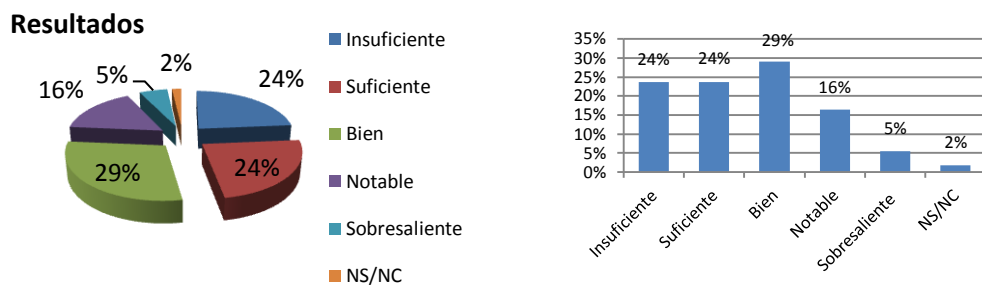 Resultados
2%
5%
16%
24%
29%
24%
Insuficiente
Suficiente
Bien
Notable
Sobresaliente
NS/NC
35%
30%
25%
20%
15%
10%
5%
0%
24%
24%
29%
16%
5%
2%
Insuficiente
Suficiente
Bien
Notable
Sobresaliente
NS/NC